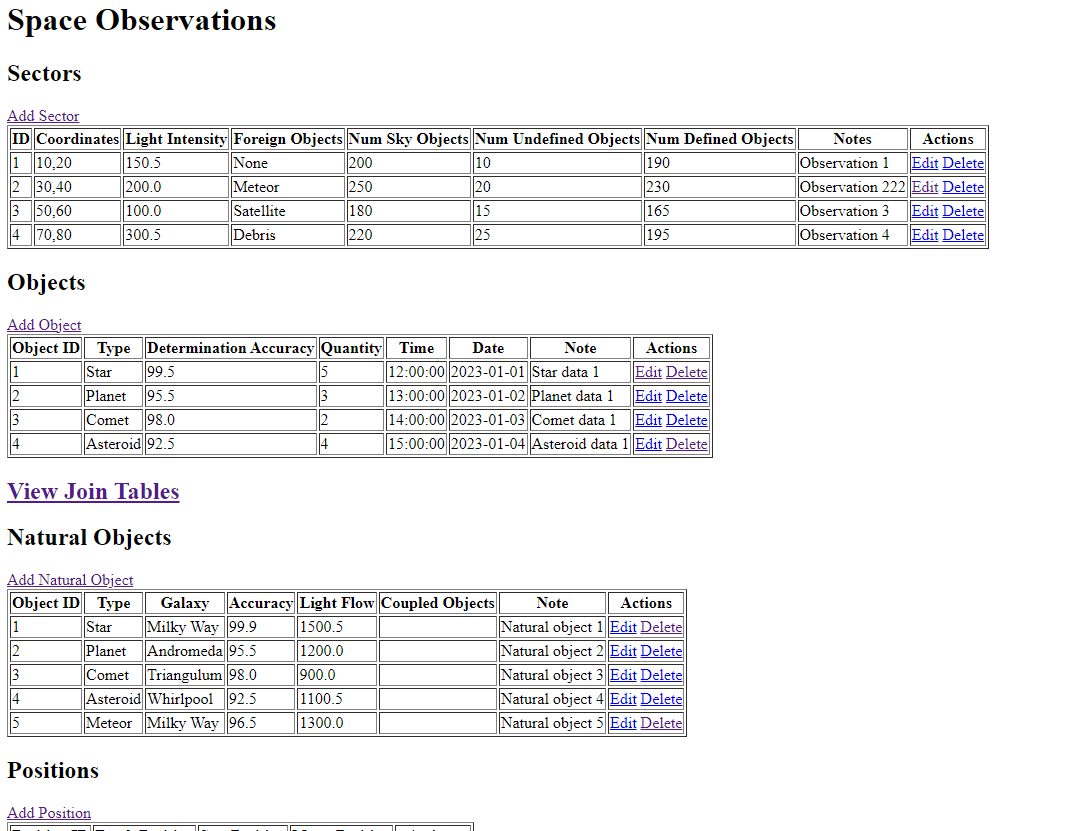 Space Observations
Sectors
Add Sector
ID Coordinates Light Intensity Foreign Objects Num Sky Objects Num Undefined Objects Num Defined Objects Notes Actions
1 10,20 150.5 None 200 10 190 Observation 1 Edit Delete
2 30,40 200.0 Meteor 250 20 230 Observation 222 Edit Delete
3 50,60 100.0 Satellite 180 15 165 Observation 3 Edit Delete
4 70,80 300.5 Debris 220 25 195 Observation 4 Edit Delete
Objects
Add Object
Object ID Type Determination Accuracy Quantity Time Date Note Actions
1 Star 99.5 5 12:00:00 2023-01-01 Star data 1 Edit Delete
2 Planet 95.5 3 13:00:00 2023-01-02 Planet data 1 Edit Delete
3 Comet 98.0 2 14:00:00 2023-01-03 Comet data 1 Edit Delete
4 Asteroid 92.5 4 15:00:00 2023-01-04 Asteroid data 1 Edit Delete
View Join Tables
Natural Objects
Add Natural Object
Object ID Type Galaxy Accuracy Light Flow Coupled Objects Note Actions
1 Star Milky Way 99.9 1500.5 Natural object 1 Edit Delete
2 Planet Andromeda 95.5 1200.0 Natural object 2 Edit Delete
3 Comet Triangulum 98.0 900.0 Natural object 3 Edit Delete
4 Asteroid Whirlpool 92.5 1100.5 Natural object 4 Edit Delete
5 Meteor Milky Way 96.5 1300.0 Natural object 5 Edit Delete
Positions
Add Position